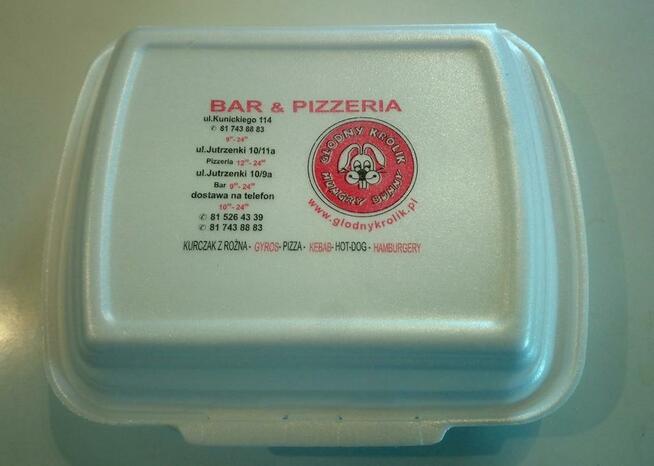 BAR & PIZZERIA
ul.Kunickiego 114
✆ 81 743 88 83
9⁰⁰- 24⁰⁰
ul.Jutrzenki 10/11a
Pizzeria 12⁰⁰- 24⁰⁰
ul.Jutrzenki 10/9a
Bar 9⁰⁰- 24⁰⁰
dostawa na telefon
10⁰⁰- 24⁰⁰
✆ 81 526 43 39
✆ 81 743 88 83
GŁODNY KRÓLIK
HUNGRY BUNNY
www.glodnykrolik.pl
KURCZAK Z ROŻNA - GYROS- PIZZA - KEBAB- HOT-DOG - HAMBURGERY